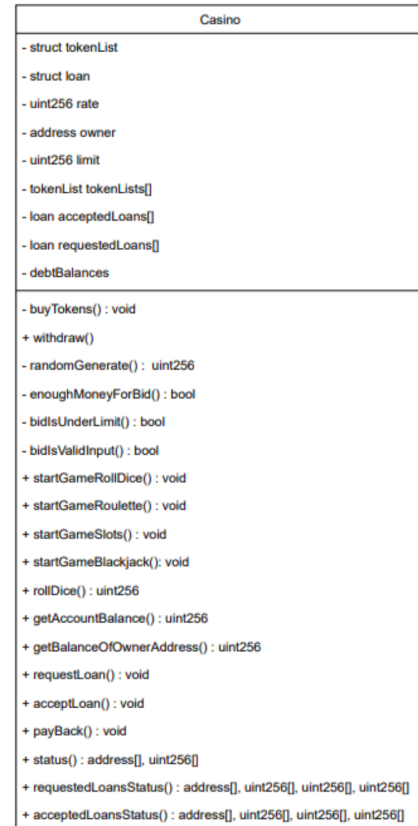 Casino
- struct tokenList
- struct loan
- uint256 rate
- address owner
- uint256 limit
- tokenList tokenLists[]
- loan acceptedLoans[]
- loan requestedLoans[]
- debtBalances
- buyTokens() : void
+ withdraw()
- randomGenerate() : uint256
- enoughMoneyForBid() : bool
- bidIsUnderLimit() : bool
- bidIsValidInput() : bool
+ startGameRollDice() : void
+ startGameRoulette() : void
+ startGameSlots() : void
+ startGameBlackjack(): void
+ rollDice() : uint256
+ getAccountBalance() : uint256
+ getBalanceOfOwnerAddress() : uint256
+ requestLoan() : void
+ acceptLoan() : void
+ payBack() : void
+ status() : address[], uint256[]
+ requestedLoansStatus() : address[], uint256[], uint256[], uint256[]
+ acceptedLoansStatus() : address[], uint256[], uint256[], uint256[]